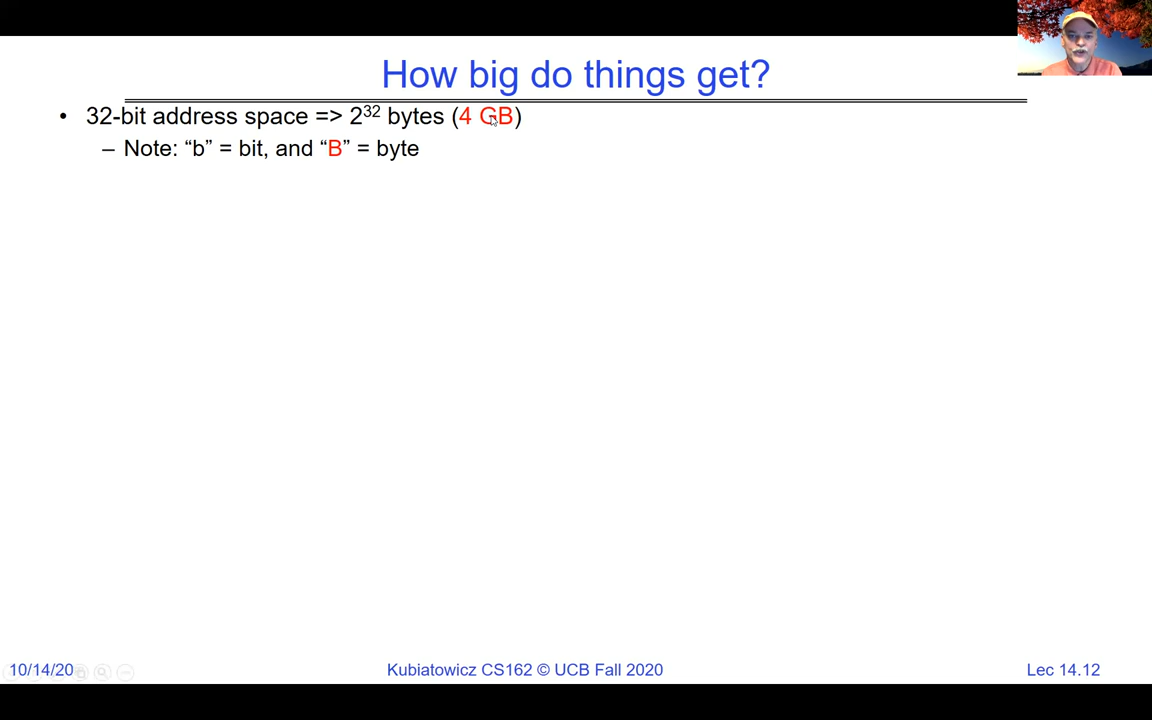 How big do things get?
• 32-bit address space => 2³² bytes (4 GB)
– Note: “b” = bit, and “B” = byte
10/14/20
Kubiatowicz CS162 © UCB Fall 2020
Lec 14.12